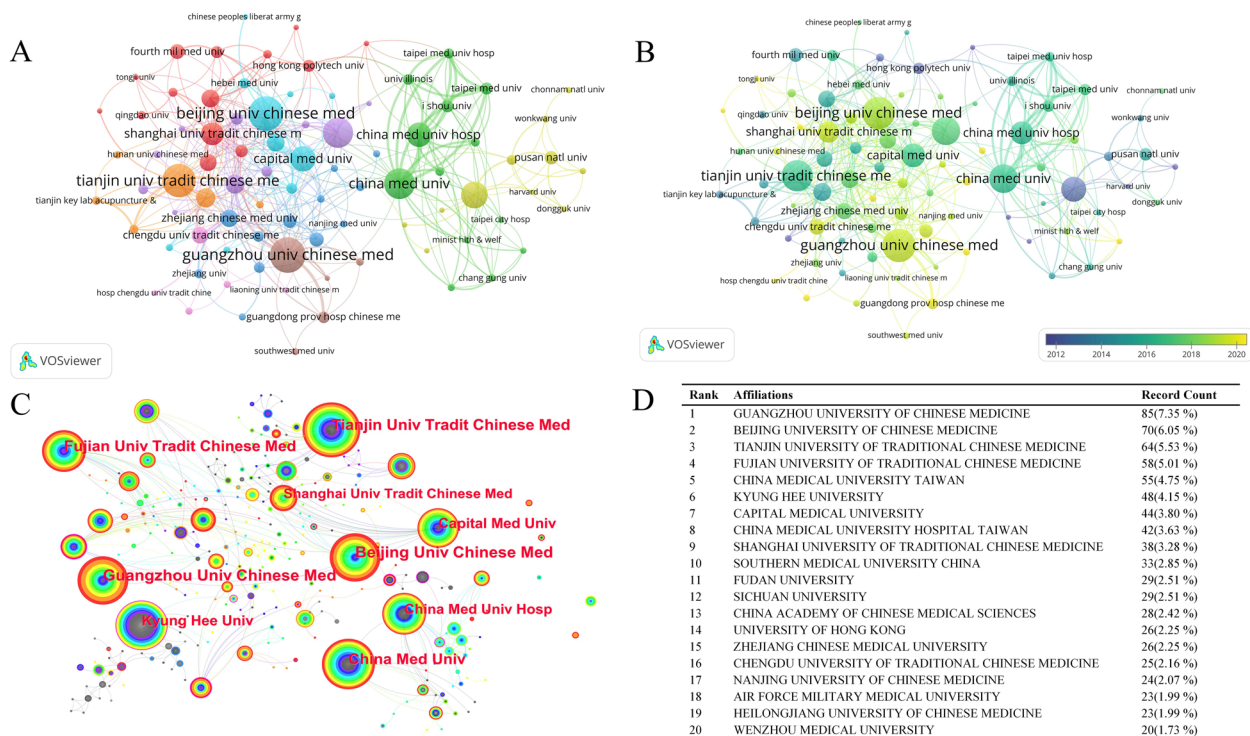 A
chinese peoples liberat army g
fourth mil med univ
taipei med univ hosp
hong kong polytech univ
tongji univ
hebei med univ
univ illinois
taipei med univ
chonnam natl univ
qingdao univ
beijing univ chinese med
i shou univ
wonkwang univ
shanghai univ tradit chinese m
china med univ hosp
hunan univ chinese med
capital med univ
pusan natl univ
tianjin univ tradit chinese me
china med univ
harvard univ
tianjin key lab acupuncture &
dongguk univ
zhejiang chinese med univ
nanjing med univ
taipei city hosp
chengdu univ tradit chinese me
minist hlth & welf
guangzhou univ chinese med
zhejiang univ
chang gung univ
hosp chengdu univ tradit chine
liaoning univ tradit chinese m
guangdong prov hosp chinese me
southwest med univ
VOSviewer
B
chinese peoples liberat army g
fourth mil med univ
taipei med univ hosp
hong kong polytech univ
tongji univ
hebei med univ
univ illinois
taipei med univ
chonnam natl univ
qingdao univ
beijing univ chinese med
i shou univ
wonkwang univ
shanghai univ tradit chinese m
china med univ hosp
hunan univ chinese med
capital med univ
pusan natl univ
tianjin univ tradit chinese me
china med univ
harvard univ
tianjin key lab acupuncture &
dongguk univ
zhejiang chinese med univ
nanjing med univ
taipei city hosp
chengdu univ tradit chinese me
minist hlth & welf
guangzhou univ chinese med
zhejiang univ
chang gung univ
hosp chengdu univ tradit chine
liaoning univ tradit chinese m
guangdong prov hosp chinese me
southwest med univ
VOSviewer
2012 2014 2016 2018 2020
C
Tianjin Univ Tradit Chinese Med
Fujian Univ Tradit Chinese Med
Shanghai Univ Tradit Chinese Med
Capital Med Univ
Beijing Univ Chinese Med
Guangzhou Univ Chinese Med
China Med Univ Hosp
Kyung Hee Univ
China Med Univ
D
Rank Affiliations Record Count
1 GUANGZHOU UNIVERSITY OF CHINESE MEDICINE 85(7.35 %)
2 BEIJING UNIVERSITY OF CHINESE MEDICINE 70(6.05 %)
3 TIANJIN UNIVERSITY OF TRADITIONAL CHINESE MEDICINE 64(5.53 %)
4 FUJIAN UNIVERSITY OF TRADITIONAL CHINESE MEDICINE 58(5.01 %)
5 CHINA MEDICAL UNIVERSITY TAIWAN 55(4.75 %)
6 KYUNG HEE UNIVERSITY 48(4.15 %)
7 CAPITAL MEDICAL UNIVERSITY 44(3.80 %)
8 CHINA MEDICAL UNIVERSITY HOSPITAL TAIWAN 42(3.63 %)
9 SHANGHAI UNIVERSITY OF TRADITIONAL CHINESE MEDICINE 38(3.28 %)
10 SOUTHERN MEDICAL UNIVERSITY CHINA 33(2.85 %)
11 FUDAN UNIVERSITY 29(2.51 %)
12 SICHUAN UNIVERSITY 29(2.51 %)
13 CHINA ACADEMY OF CHINESE MEDICAL SCIENCES 28(2.42 %)
14 UNIVERSITY OF HONG KONG 26(2.25 %)
15 ZHEJIANG CHINESE MEDICAL UNIVERSITY 26(2.25 %)
16 CHENGDU UNIVERSITY OF TRADITIONAL CHINESE MEDICINE 25(2.16 %)
17 NANJING UNIVERSITY OF CHINESE MEDICINE 24(2.07 %)
18 AIR FORCE MILITARY MEDICAL UNIVERSITY 23(1.99 %)
19 HEILONGJIANG UNIVERSITY OF CHINESE MEDICINE 23(1.99 %)
20 WENZHOU MEDICAL UNIVERSITY 20(1.73 %)